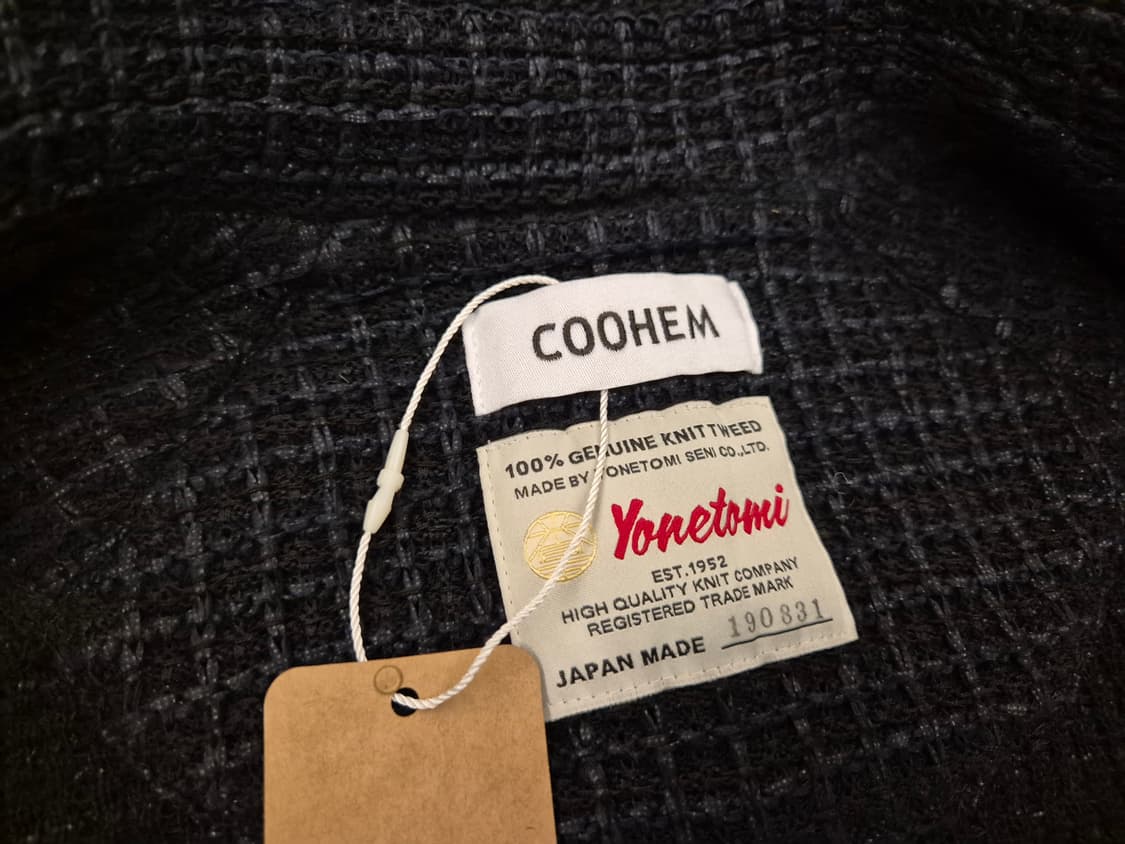 COOHEM
100% GENUINE KNIT TWEED
MADE BY YONETOMI SENI CO.,LTD.
Yonetomi
EST.1952
HIGH QUALITY KNIT COMPANY
REGISTERED TRADE MARK
JAPAN MADE 190831